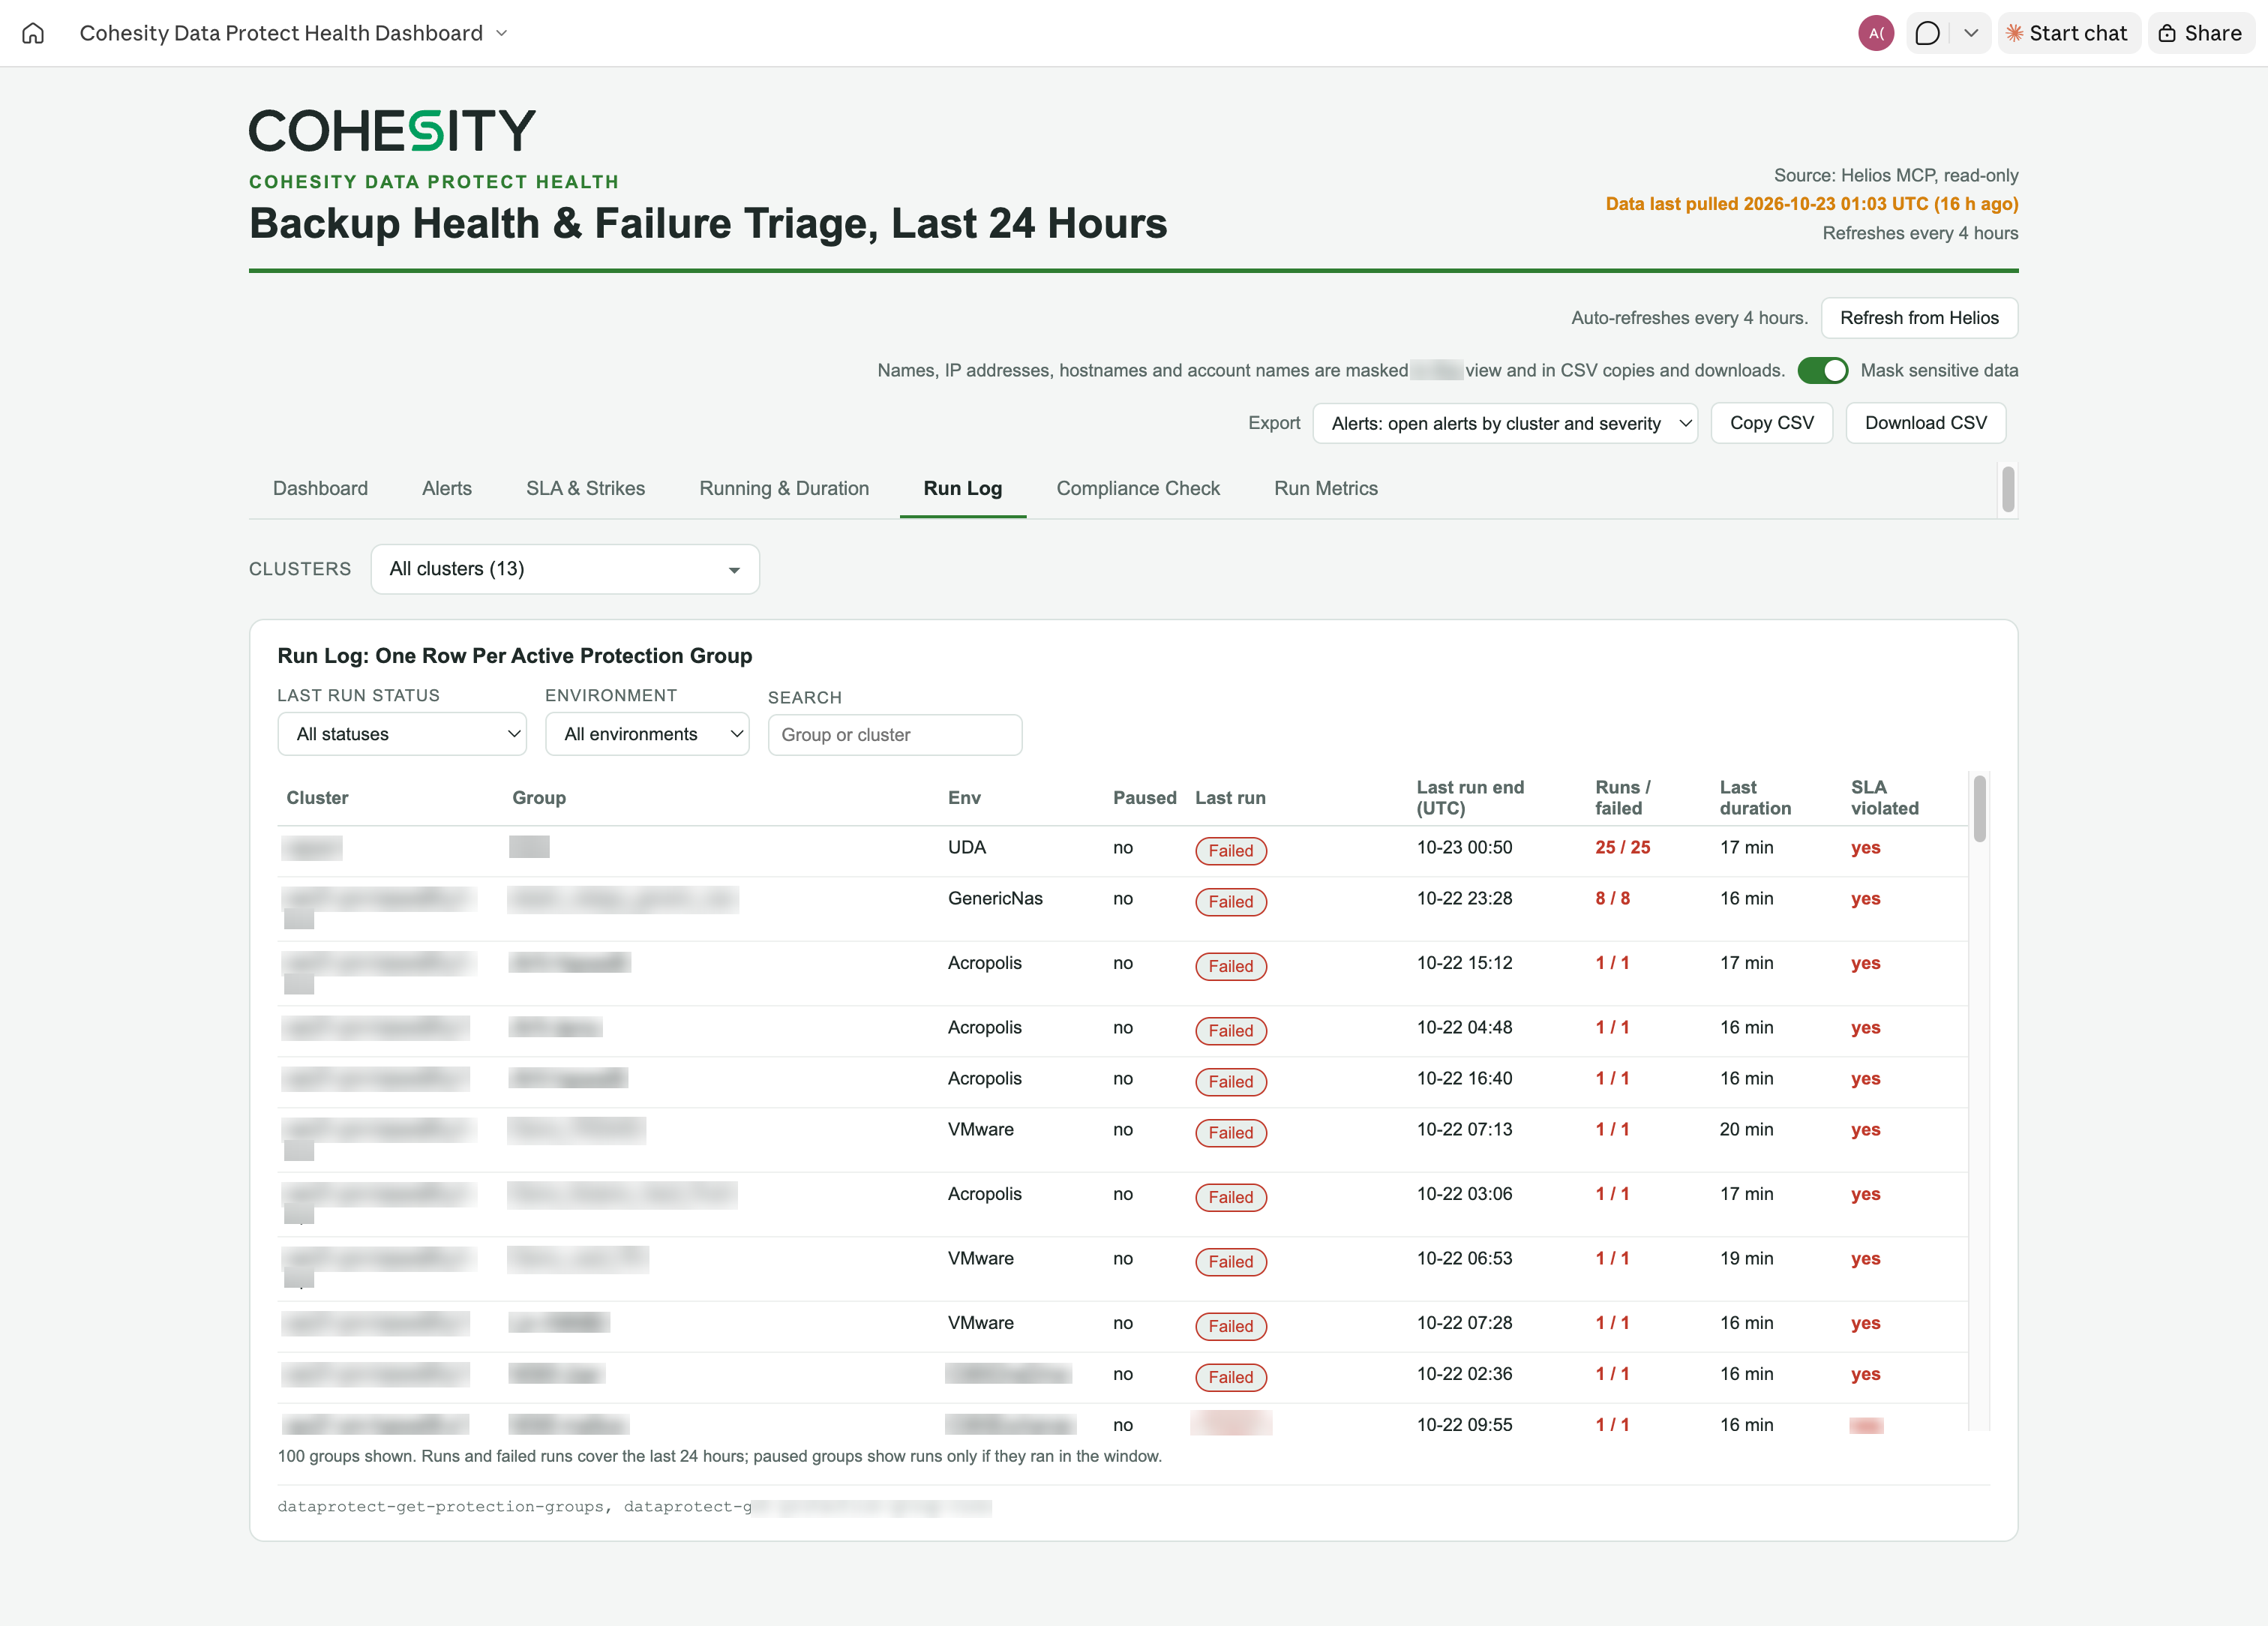 Cohesity Data Protect Health Dashboard
A(
Start chat
Share
COHESITY
COHESITY DATA PROTECT HEALTH
Backup Health & Failure Triage, Last 24 Hours
Source: Helios MCP, read-only
Data last pulled 2026-10-23 01:03 UTC (16 h ago)
Refreshes every 4 hours
Auto-refreshes every 4 hours. Refresh from Helios
Names, IP addresses, hostnames and account names are masked view and in CSV copies and downloads. Mask sensitive data
Export Alerts: open alerts by cluster and severity Copy CSV Download CSV
Dashboard Alerts SLA & Strikes Running & Duration Run Log Compliance Check Run Metrics
CLUSTERS All clusters (13)
Run Log: One Row Per Active Protection Group
LAST RUN STATUS ENVIRONMENT SEARCH
All statuses All environments Group or cluster
Cluster Group Env Paused Last run Last run end (UTC) Runs / failed Last duration SLA violated
UDA no Failed 10-23 00:50 25 / 25 17 min yes
GenericNas no Failed 10-22 23:28 8 / 8 16 min yes
Acropolis no Failed 10-22 15:12 1 / 1 17 min yes
Acropolis no Failed 10-22 04:48 1 / 1 16 min yes
Acropolis no Failed 10-22 16:40 1 / 1 16 min yes
VMware no Failed 10-22 07:13 1 / 1 20 min yes
Acropolis no Failed 10-22 03:06 1 / 1 17 min yes
VMware no Failed 10-22 06:53 1 / 1 19 min yes
VMware no Failed 10-22 07:28 1 / 1 16 min yes
no Failed 10-22 02:36 1 / 1 16 min yes
no 10-22 09:55 1 / 1 16 min
100 groups shown. Runs and failed runs cover the last 24 hours; paused groups show runs only if they ran in the window.
dataprotect-get-protection-groups, dataprotect-g